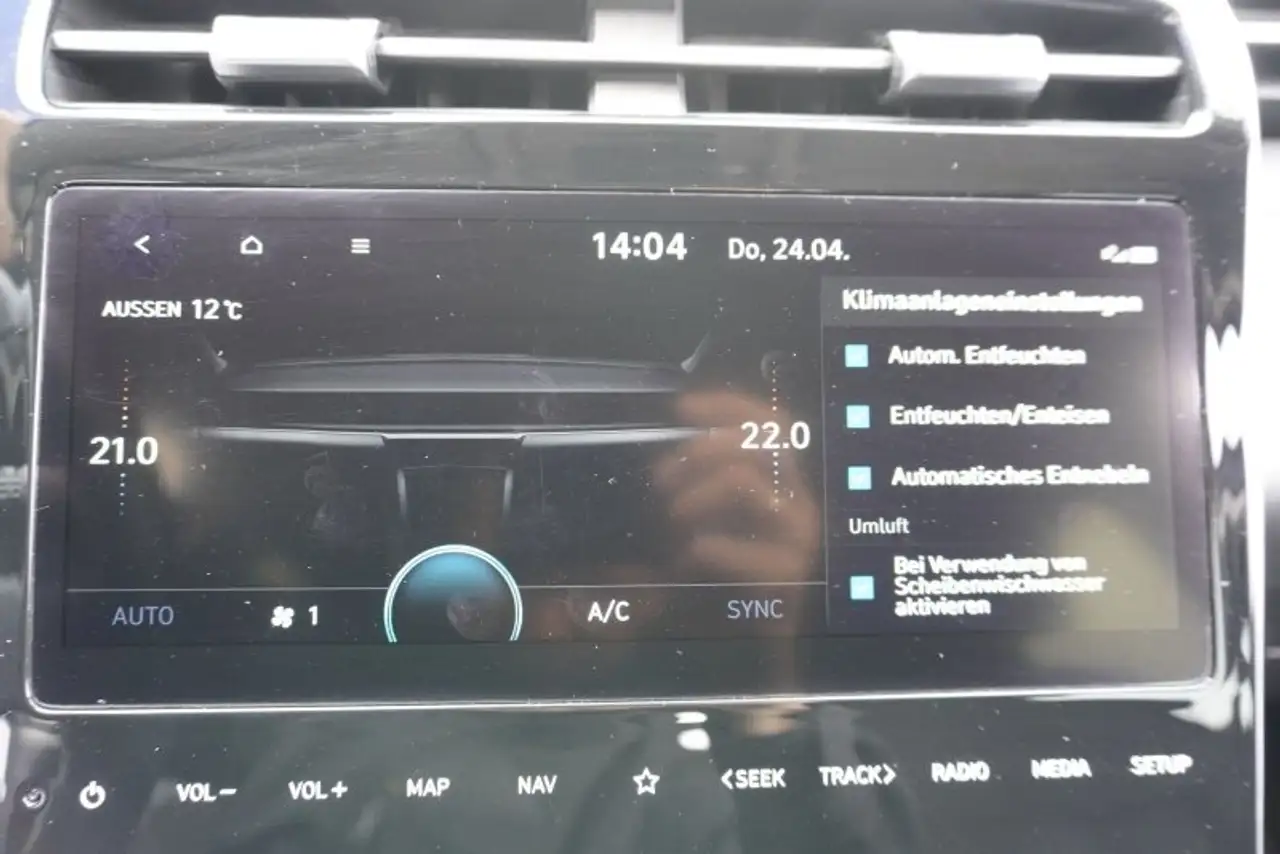 14:04 Do, 24.04.
AUSSEN 12 °C
21.0
22.0
Klimaanlageneinstellungen
Autom. Entfeuchten
Entfeuchten/Enteisen
Automatisches Entnebeln
Umluft
Bei Verwendung von
Scheibenwischwasser
aktivieren
AUTO 1 A/C SYNC
VOL− VOL+ MAP NAV <SEEK TRACK> RADIO MEDIA SETUP